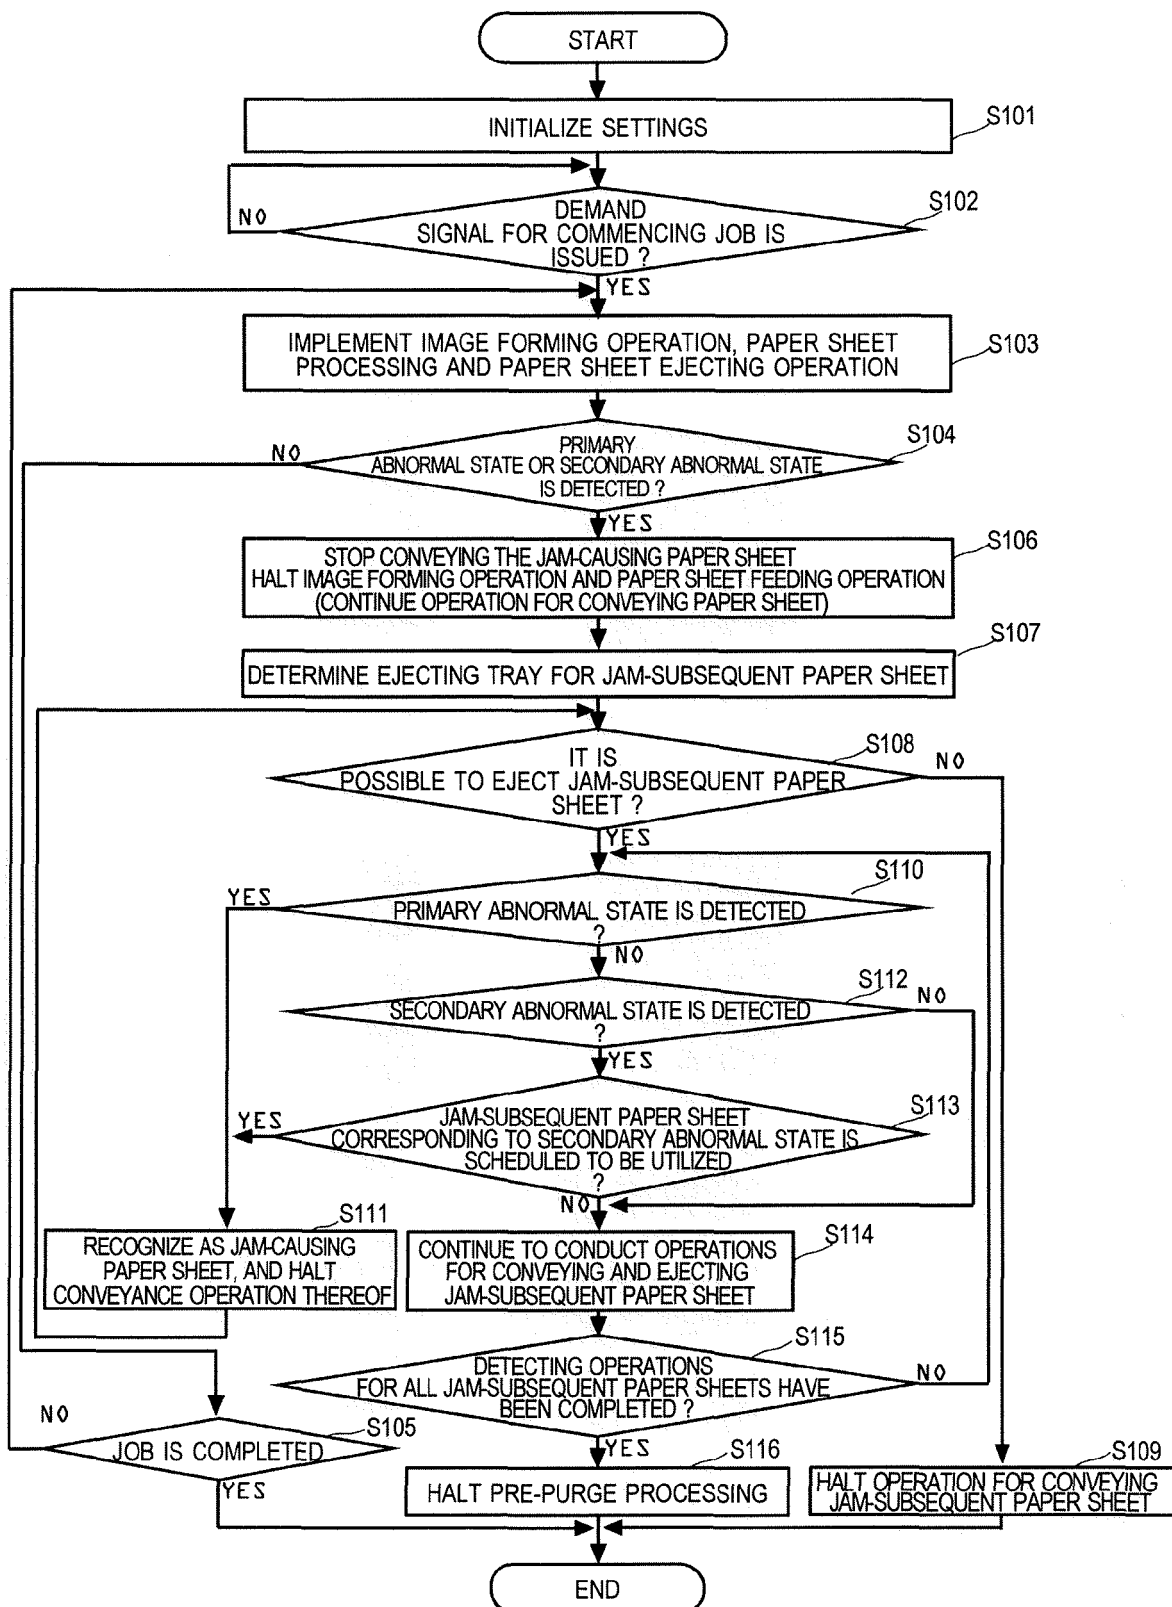 START
INITIALIZE SETTINGS
S101
DEMAND
SIGNAL FOR COMMENCING JOB IS
ISSUED ?
S102
NO
YES
IMPLEMENT IMAGE FORMING OPERATION, PAPER SHEET
PROCESSING AND PAPER SHEET EJECTING OPERATION
S103
PRIMARY
ABNORMAL STATE OR SECONDARY ABNORMAL STATE
IS DETECTED ?
S104
NO
YES
STOP CONVEYING THE JAM-CAUSING PAPER SHEET
HALT IMAGE FORMING OPERATION AND PAPER SHEET FEEDING OPERATION
(CONTINUE OPERATION FOR CONVEYING PAPER SHEET)
S106
DETERMINE EJECTING TRAY FOR JAM-SUBSEQUENT PAPER SHEET
S107
IT IS
POSSIBLE TO EJECT JAM-SUBSEQUENT PAPER
SHEET ?
S108
NO
YES
PRIMARY ABNORMAL STATE IS DETECTED
?
S110
YES
NO
SECONDARY ABNORMAL STATE IS DETECTED
?
S112
NO
YES
JAM-SUBSEQUENT PAPER SHEET
CORRESPONDING TO SECONDARY ABNORMAL STATE IS
SCHEDULED TO BE UTILIZED
?
S113
YES
NO
S111
RECOGNIZE AS JAM-CAUSING
PAPER SHEET, AND HALT
CONVEYANCE OPERATION THEREOF
CONTINUE TO CONDUCT OPERATIONS
FOR CONVEYING AND EJECTING
JAM-SUBSEQUENT PAPER SHEET
S114
DETECTING OPERATIONS
FOR ALL JAM-SUBSEQUENT PAPER SHEETS HAVE
BEEN COMPLETED ?
S115
NO
YES
JOB IS COMPLETED
S105
NO
YES
HALT PRE-PURGE PROCESSING
S116
HALT OPERATION FOR CONVEYING
JAM-SUBSEQUENT PAPER SHEET
S109
END